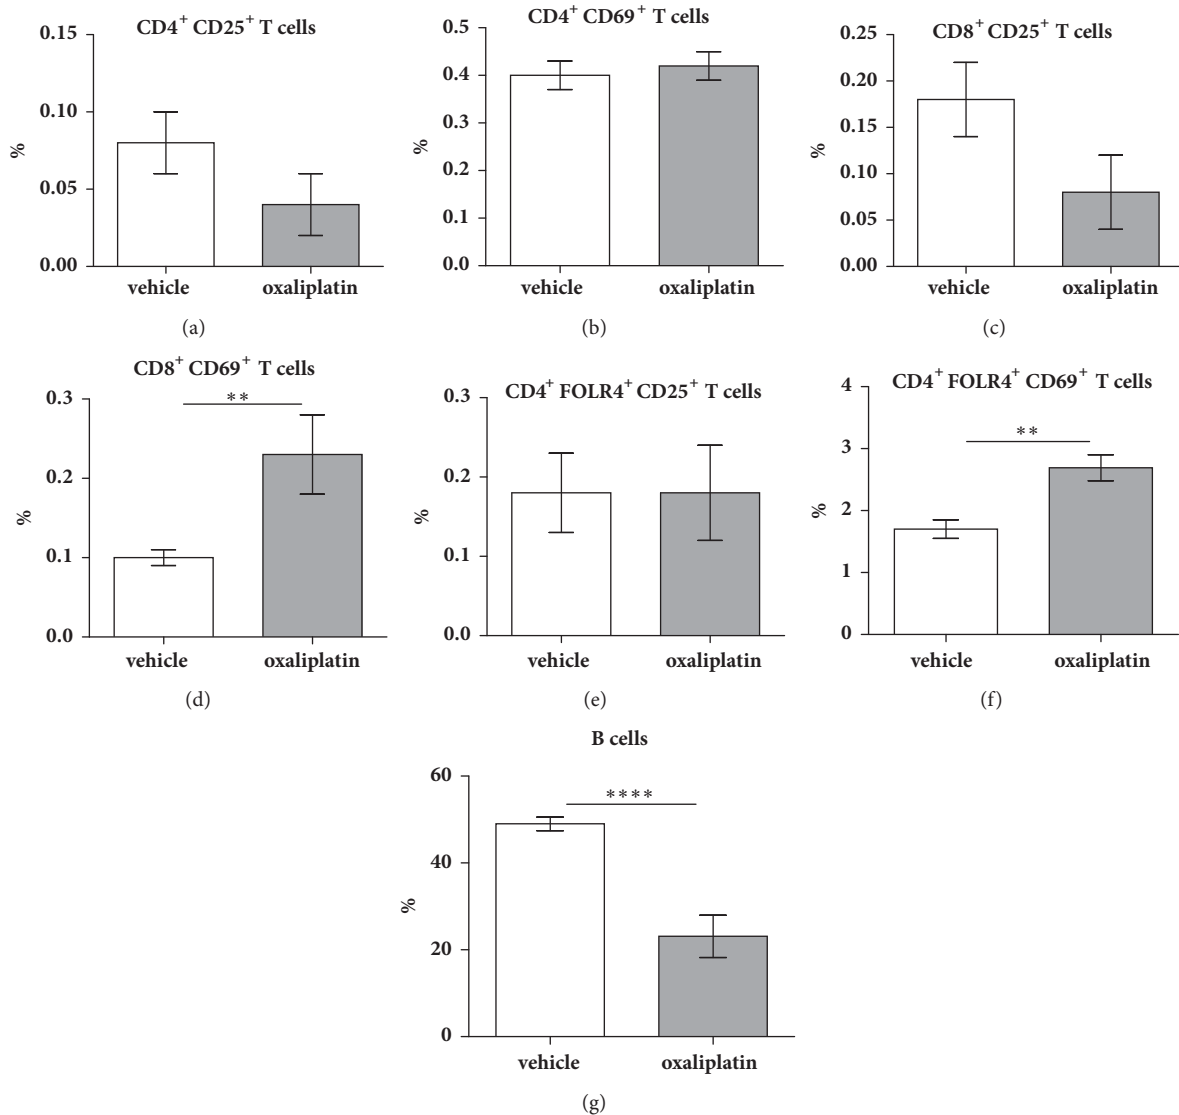 CD4⁺ CD25⁺ T cells
0.15
0.10
0.05
0.00
%
vehicle oxaliplatin
(a)
CD4⁺ CD69⁺ T cells
0.5
0.4
0.3
0.2
0.1
0.0
%
vehicle oxaliplatin
(b)
CD8⁺ CD25⁺ T cells
0.25
0.20
0.15
0.10
0.05
0.00
%
vehicle oxaliplatin
(c)
CD8⁺ CD69⁺ T cells
**
0.3
0.2
0.1
0.0
%
vehicle oxaliplatin
(d)
CD4⁺ FOLR4⁺ CD25⁺ T cells
0.3
0.2
0.1
0.0
%
vehicle oxaliplatin
(e)
CD4⁺ FOLR4⁺ CD69⁺ T cells
**
4
3
2
1
0
%
vehicle oxaliplatin
(f)
B cells
****
60
40
20
0
%
vehicle oxaliplatin
(g)